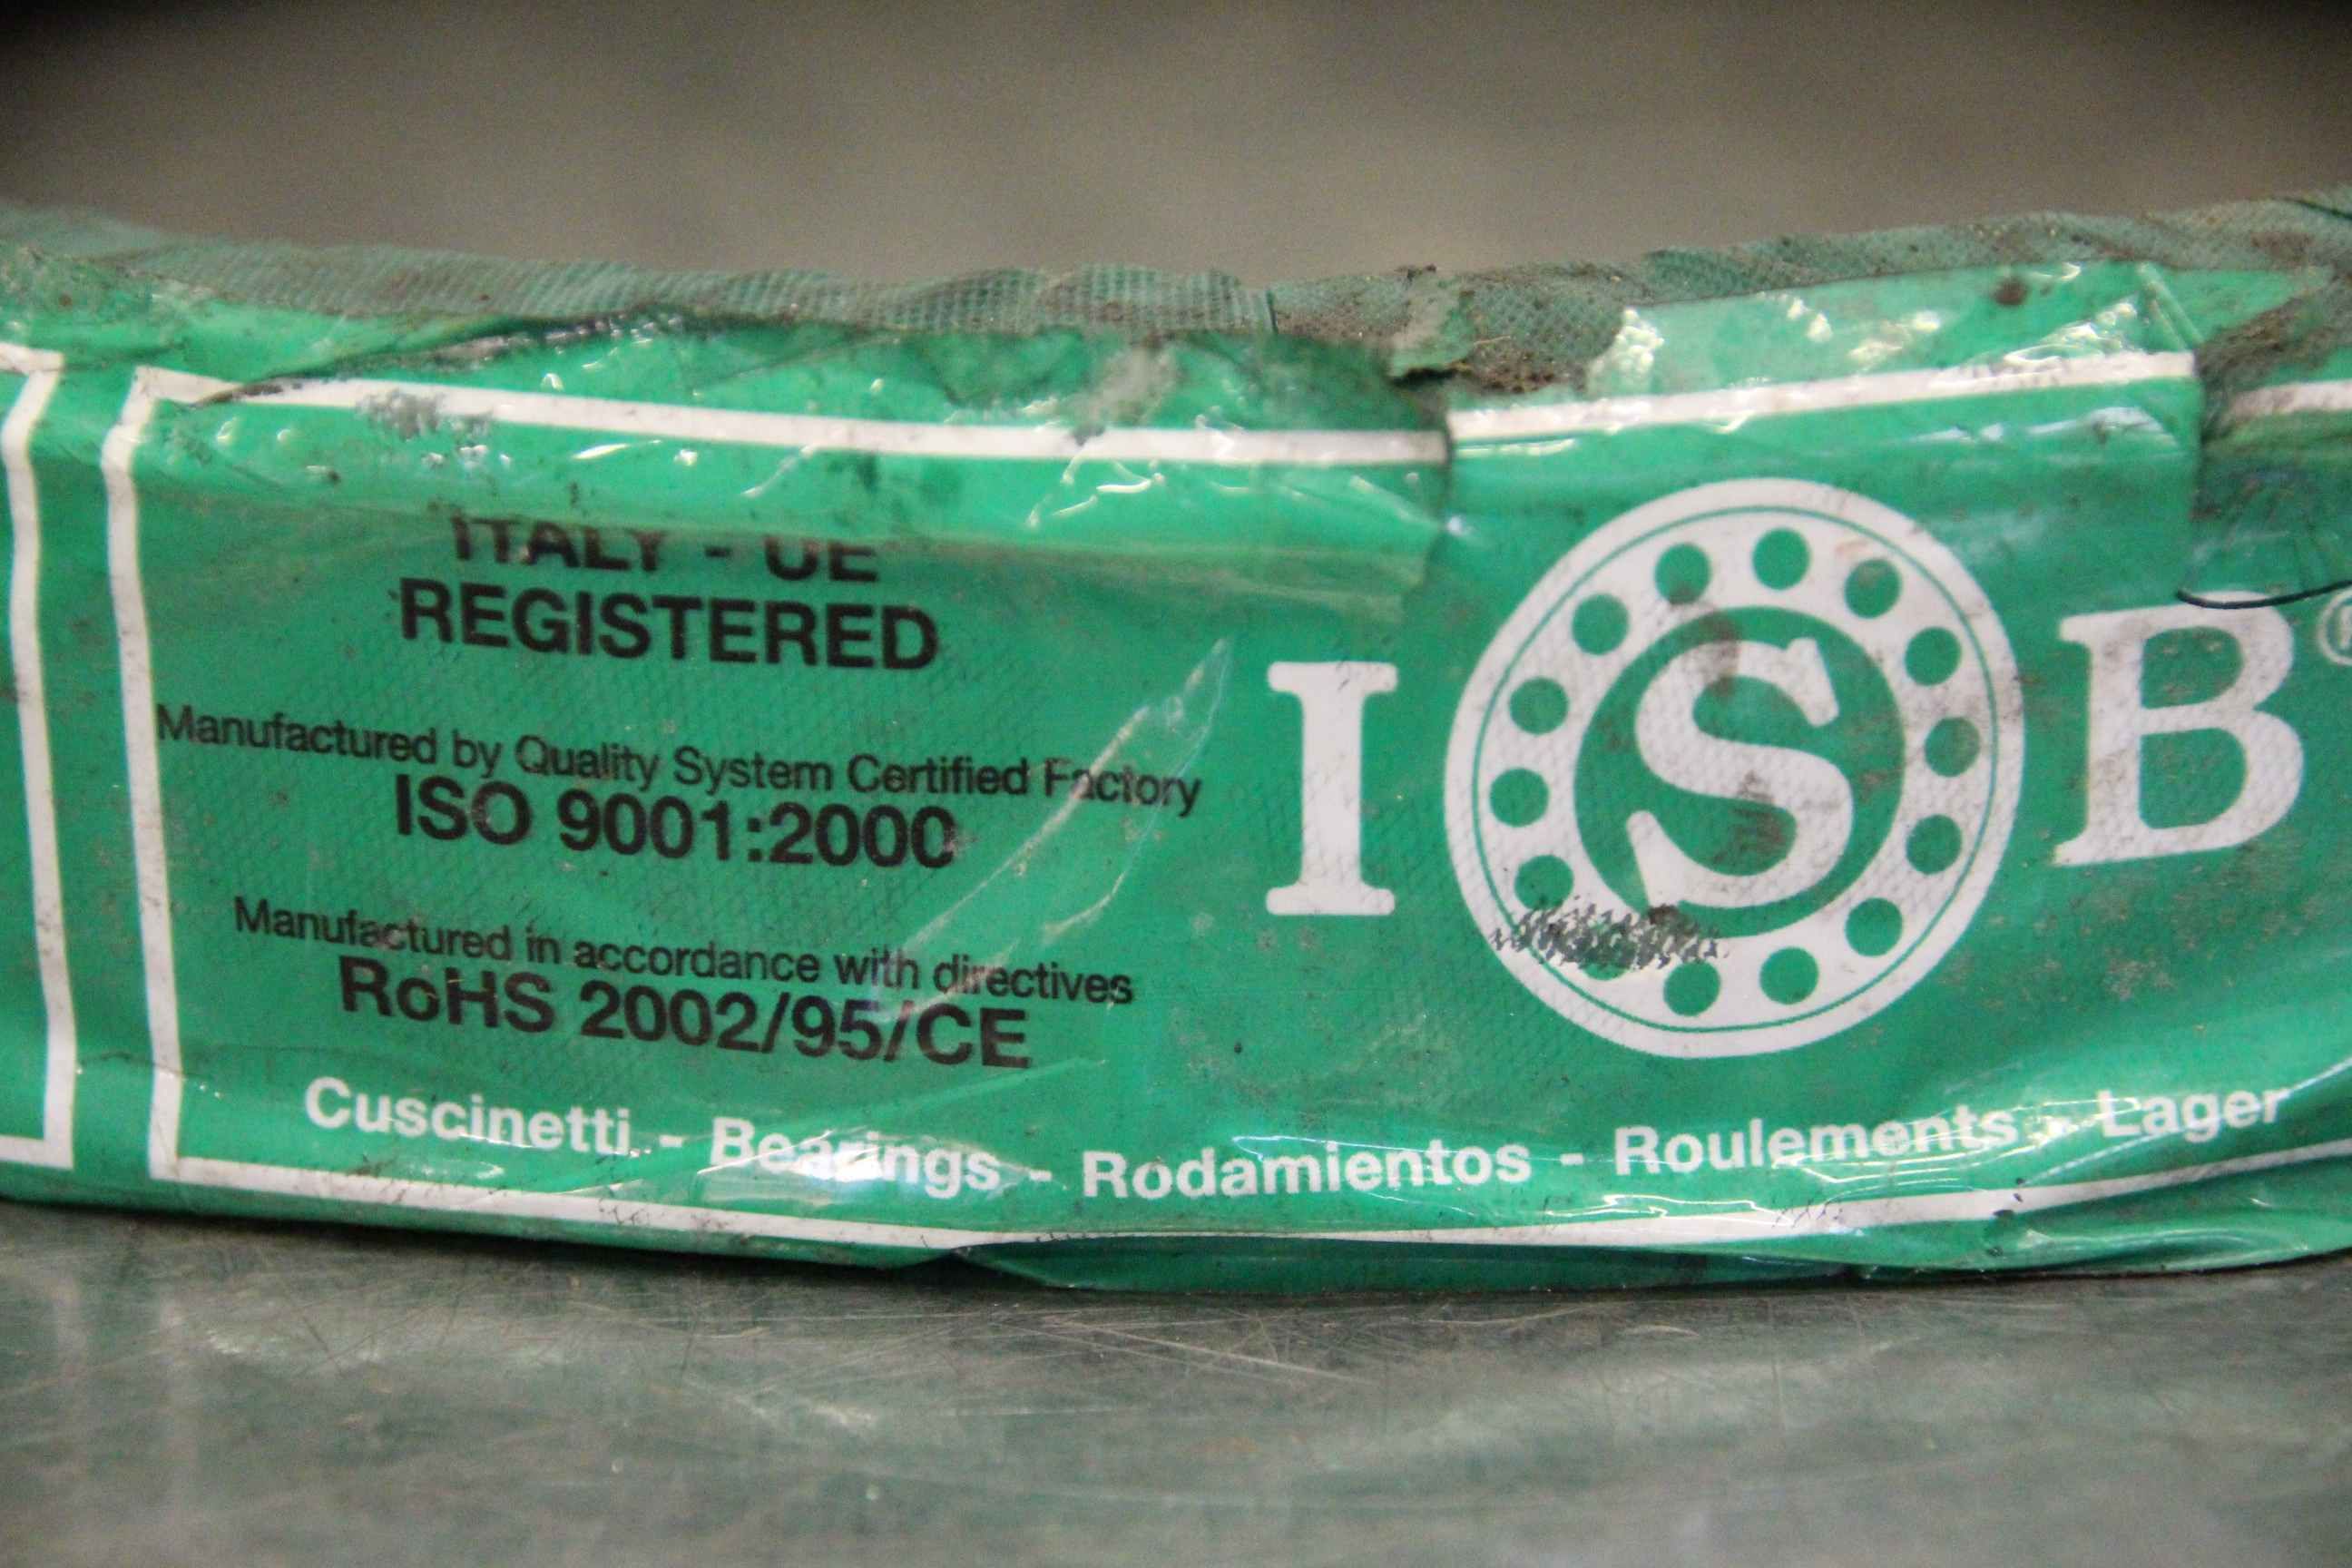 ITALY - UE
REGISTERED
Manufactured by Quality System Certified Factory
ISO 9001:2000
Manufactured in accordance with directives
RoHS 2002/95/CE
ISB®
Cuscinetti - Bearings - Rodamientos - Roulements - Lager